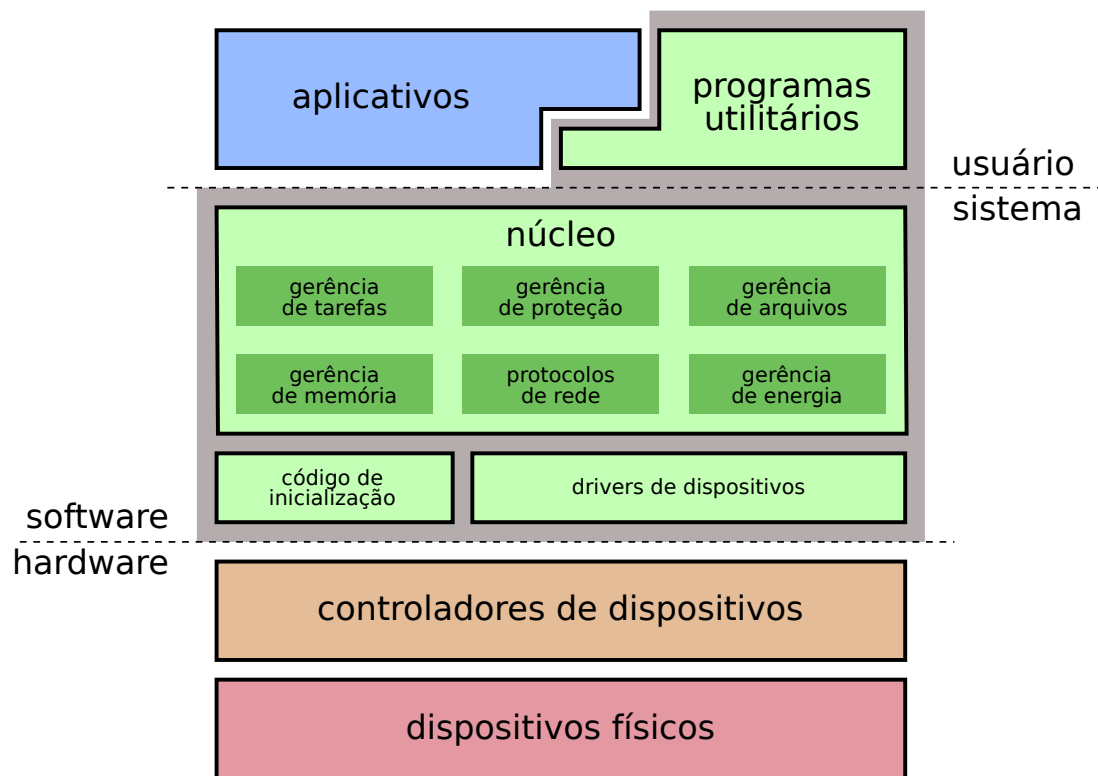 aplicativos
programas
utilitários
usuário
sistema
núcleo
gerência
de tarefas
gerência
de proteção
gerência
de arquivos
gerência
de memória
protocolos
de rede
gerência
de energia
código de
inicialização
drivers de dispositivos
software
hardware
controladores de dispositivos
dispositivos físicos